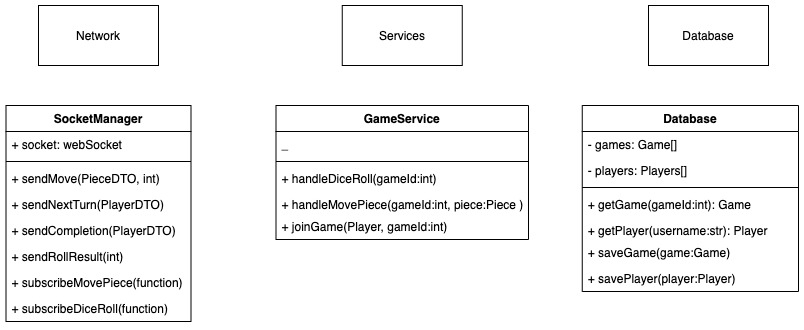 Network
Services
Database
SocketManager
+ socket: webSocket
+ sendMove(PieceDTO, int)
+ sendNextTurn(PlayerDTO)
+ sendCompletion(PlayerDTO)
+ sendRollResult(int)
+ subscribeMovePiece(function)
+ subscribeDiceRoll(function)
GameService
_
+ handleDiceRoll(gameId:int)
+ handleMovePiece(gameId:int, piece:Piece )
+ joinGame(Player, gameId:int)
Database
- games: Game[]
- players: Players[]
+ getGame(gameId:int): Game
+ getPlayer(username:str): Player
+ saveGame(game:Game)
+ savePlayer(player:Player)